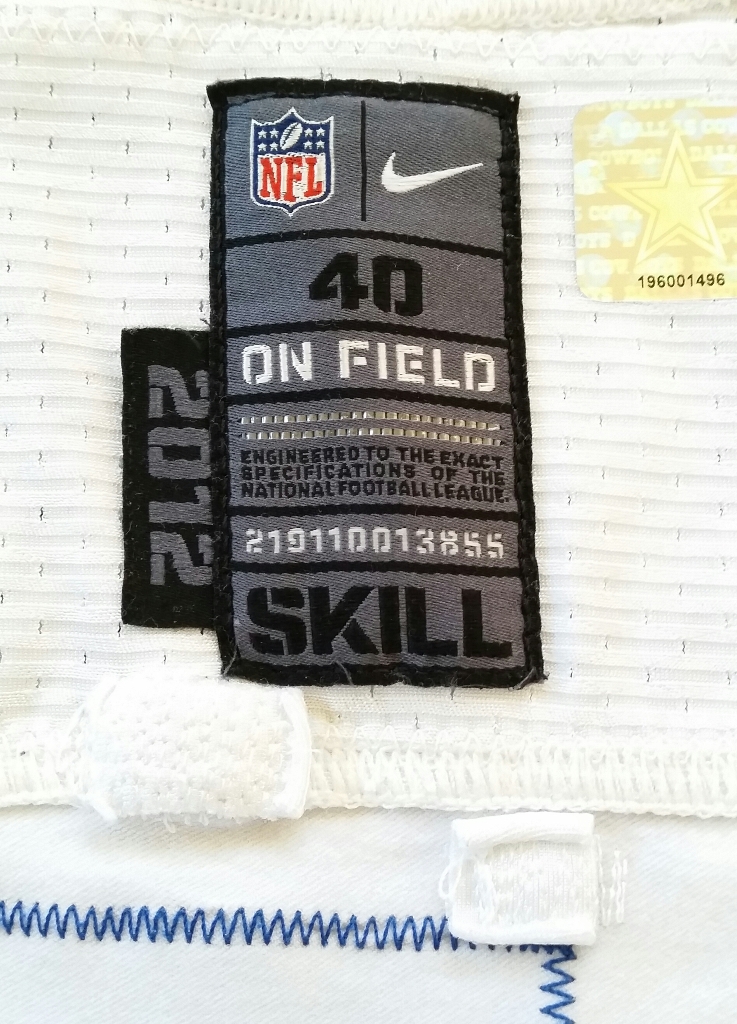 NFL
40
ON FIELD
ENGINEERED TO THE EXACT
SPECIFICATIONS OF THE
NATIONAL FOOTBALL LEAGUE.
219110013855
SKILL
2012
196001496